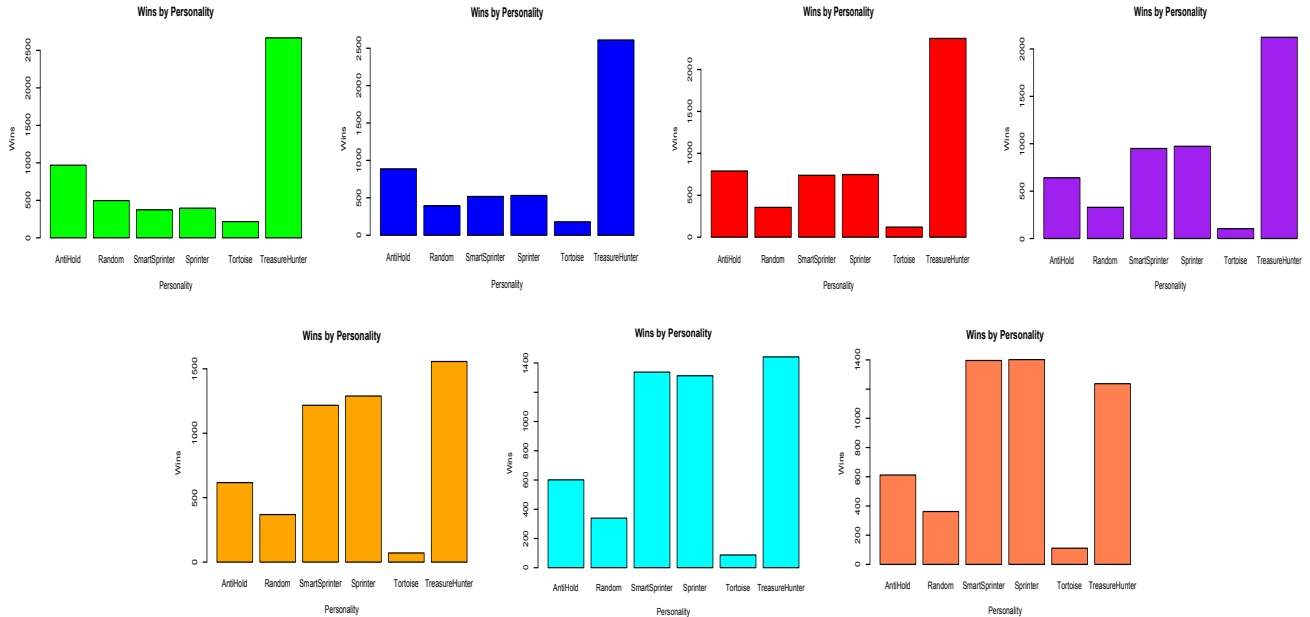 Wins by Personality
Wins
2500
2000
1500
1000
500
0
AntiHold Random SmartSprinter Sprinter Tortoise TreasureHunter
Personality
Wins by Personality
Wins
2500
2000
1500
1000
500
0
AntiHold Random SmartSprinter Sprinter Tortoise TreasureHunter
Personality
Wins by Personality
Wins
2000
1500
1000
500
0
AntiHold Random SmartSprinter Sprinter Tortoise TreasureHunter
Personality
Wins by Personality
Wins
2000
1500
1000
500
0
AntiHold Random SmartSprinter Sprinter Tortoise TreasureHunter
Personality
Wins by Personality
Wins
1500
1000
500
0
AntiHold Random SmartSprinter Sprinter Tortoise TreasureHunter
Personality
Wins by Personality
Wins
1400
1000
800
600
400
200
0
AntiHold Random SmartSprinter Sprinter Tortoise TreasureHunter
Personality
Wins by Personality
Wins
1400
1000
800
600
400
200
0
AntiHold Random SmartSprinter Sprinter Tortoise TreasureHunter
Personality